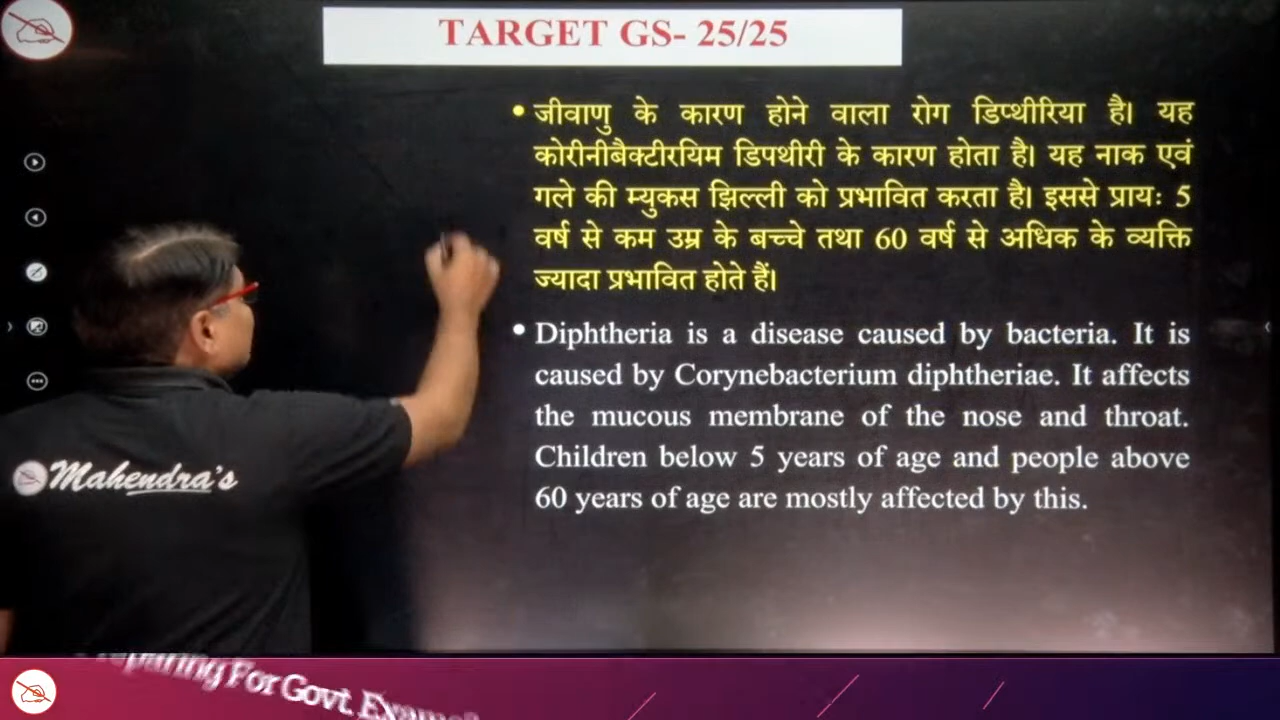 TARGET GS- 25/25
• जीवाणु के कारण होने वाला रोग डिप्थीरिया है। यह
कोरीनीबैक्टीरयिम डिपथीरी के कारण होता है। यह नाक एवं
गले की म्युकस झिल्ली को प्रभावित करता है। इससे प्रायः 5
वर्ष से कम उम्र के बच्चे तथा 60 वर्ष से अधिक के व्यक्ति
ज्यादा प्रभावित होते हैं।
• Diphtheria is a disease caused by bacteria. It is
caused by Corynebacterium diphtheriae. It affects
the mucous membrane of the nose and throat.
Children below 5 years of age and people above
60 years of age are mostly affected by this.
Mahendra's
Preparing For Govt. Exams